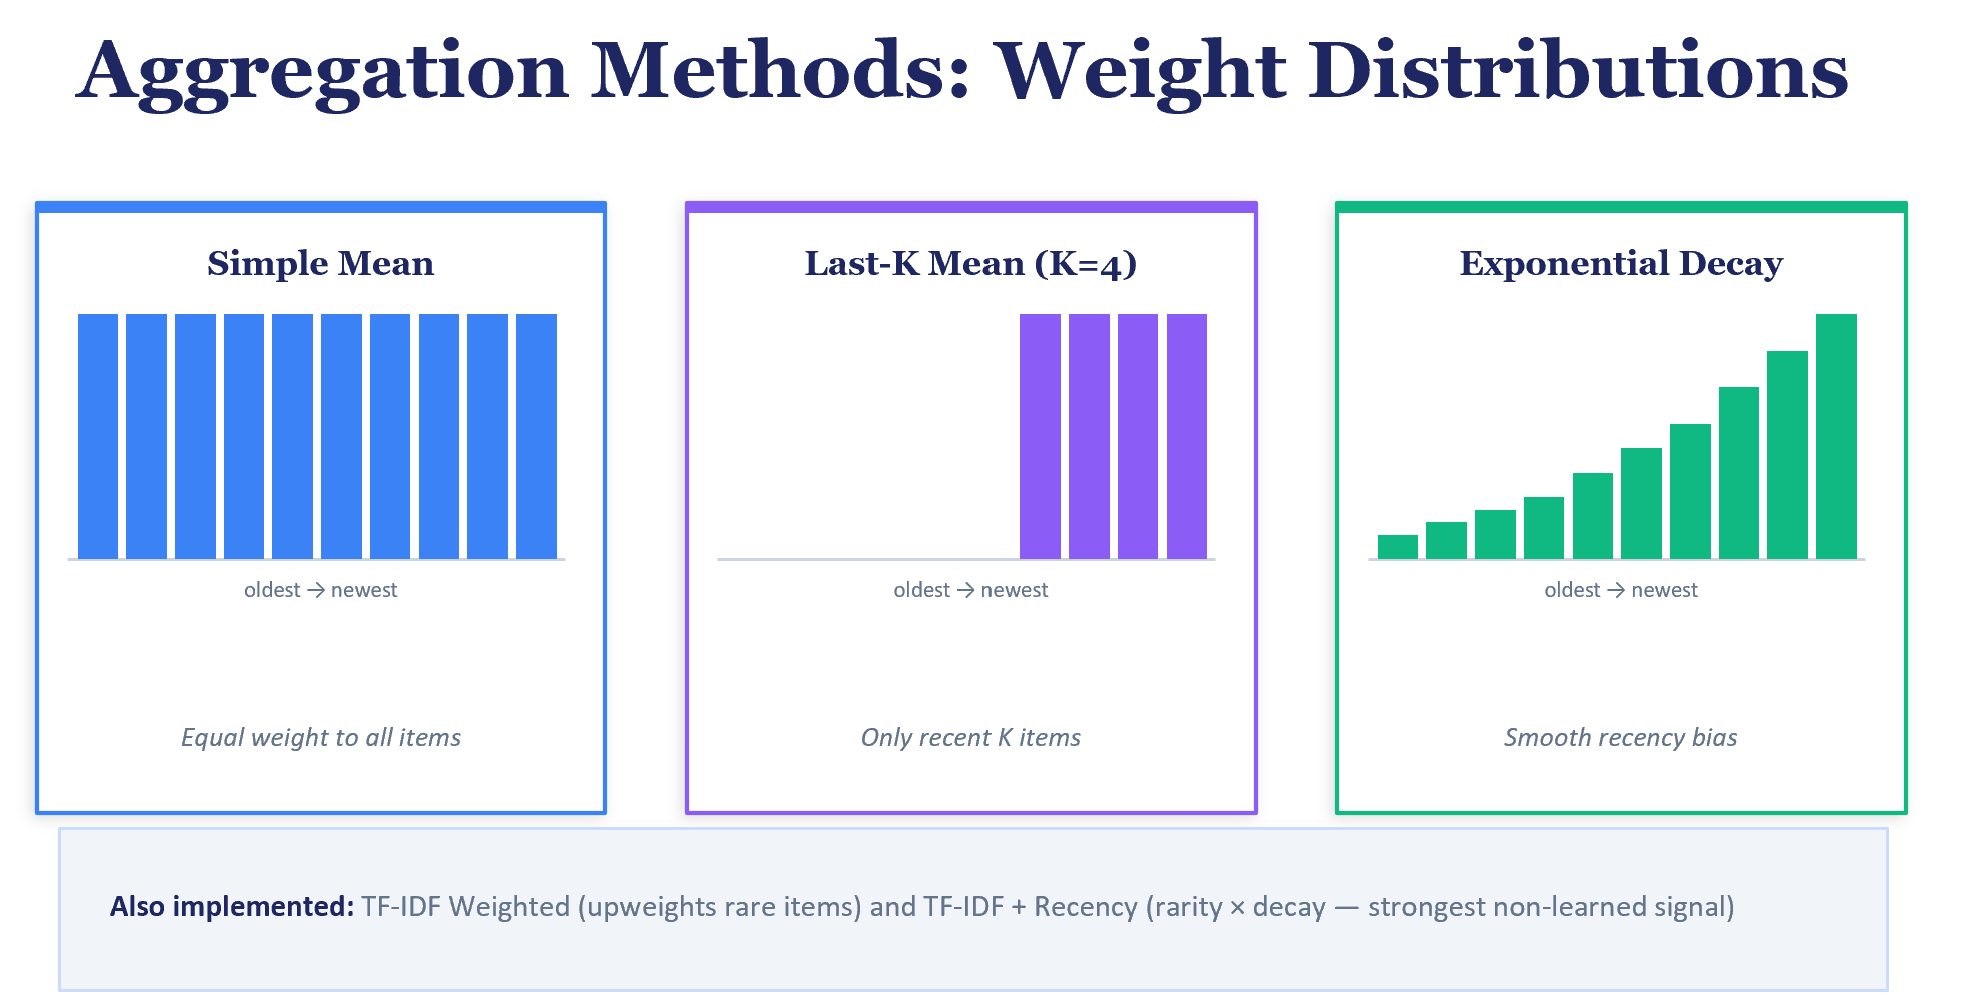 Aggregation Methods: Weight Distributions
Simple Mean
oldest → newest
Equal weight to all items
Last-K Mean (K=4)
oldest → newest
Only recent K items
Exponential Decay
oldest → newest
Smooth recency bias
Also implemented: TF-IDF Weighted (upweights rare items) and TF-IDF + Recency (rarity × decay — strongest non-learned signal)